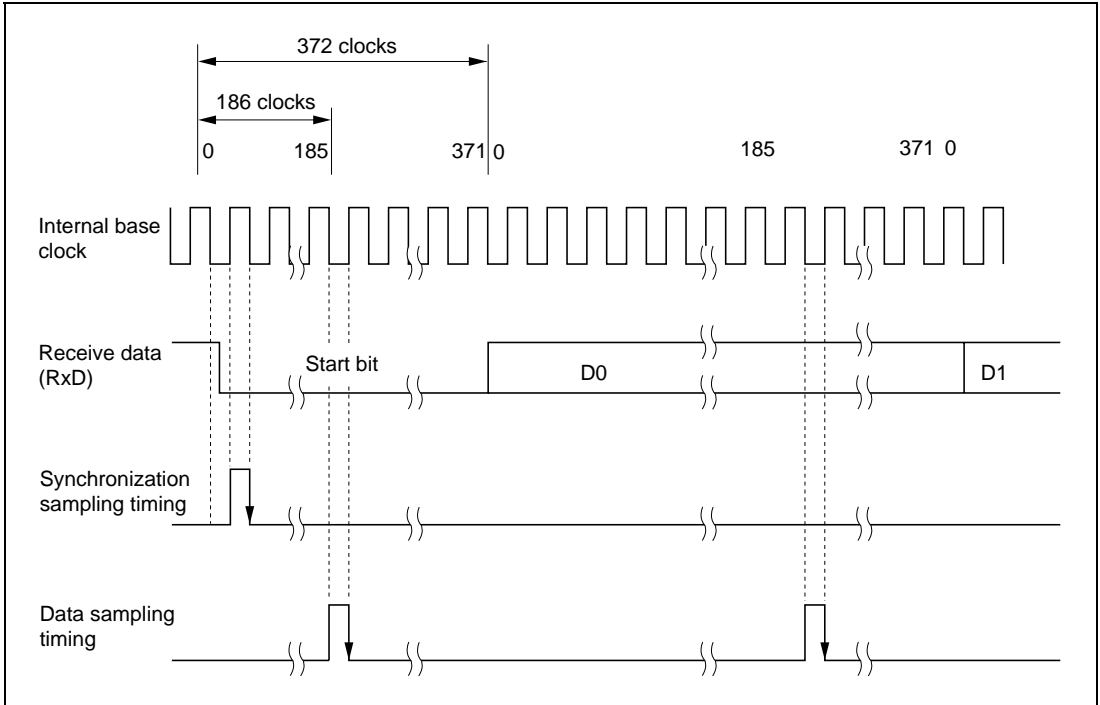 372 clocks
186 clocks
0 185 371 0 185 371 0
Internal base
clock
Receive data
(RxD)
Start bit
D0
D1
Synchronization
sampling timing
Data sampling
timing